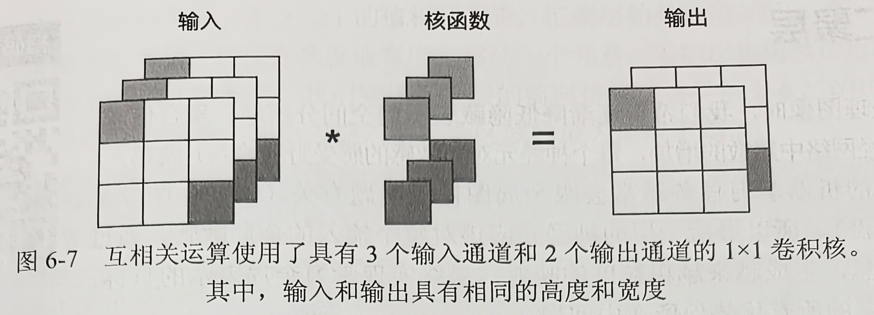 输入 核函数 输出
* =
图 6-7 互相关运算使用了具有 3 个输入通道和 2 个输出通道的 1×1 卷积核。
其中，输入和输出具有相同的高度和宽度